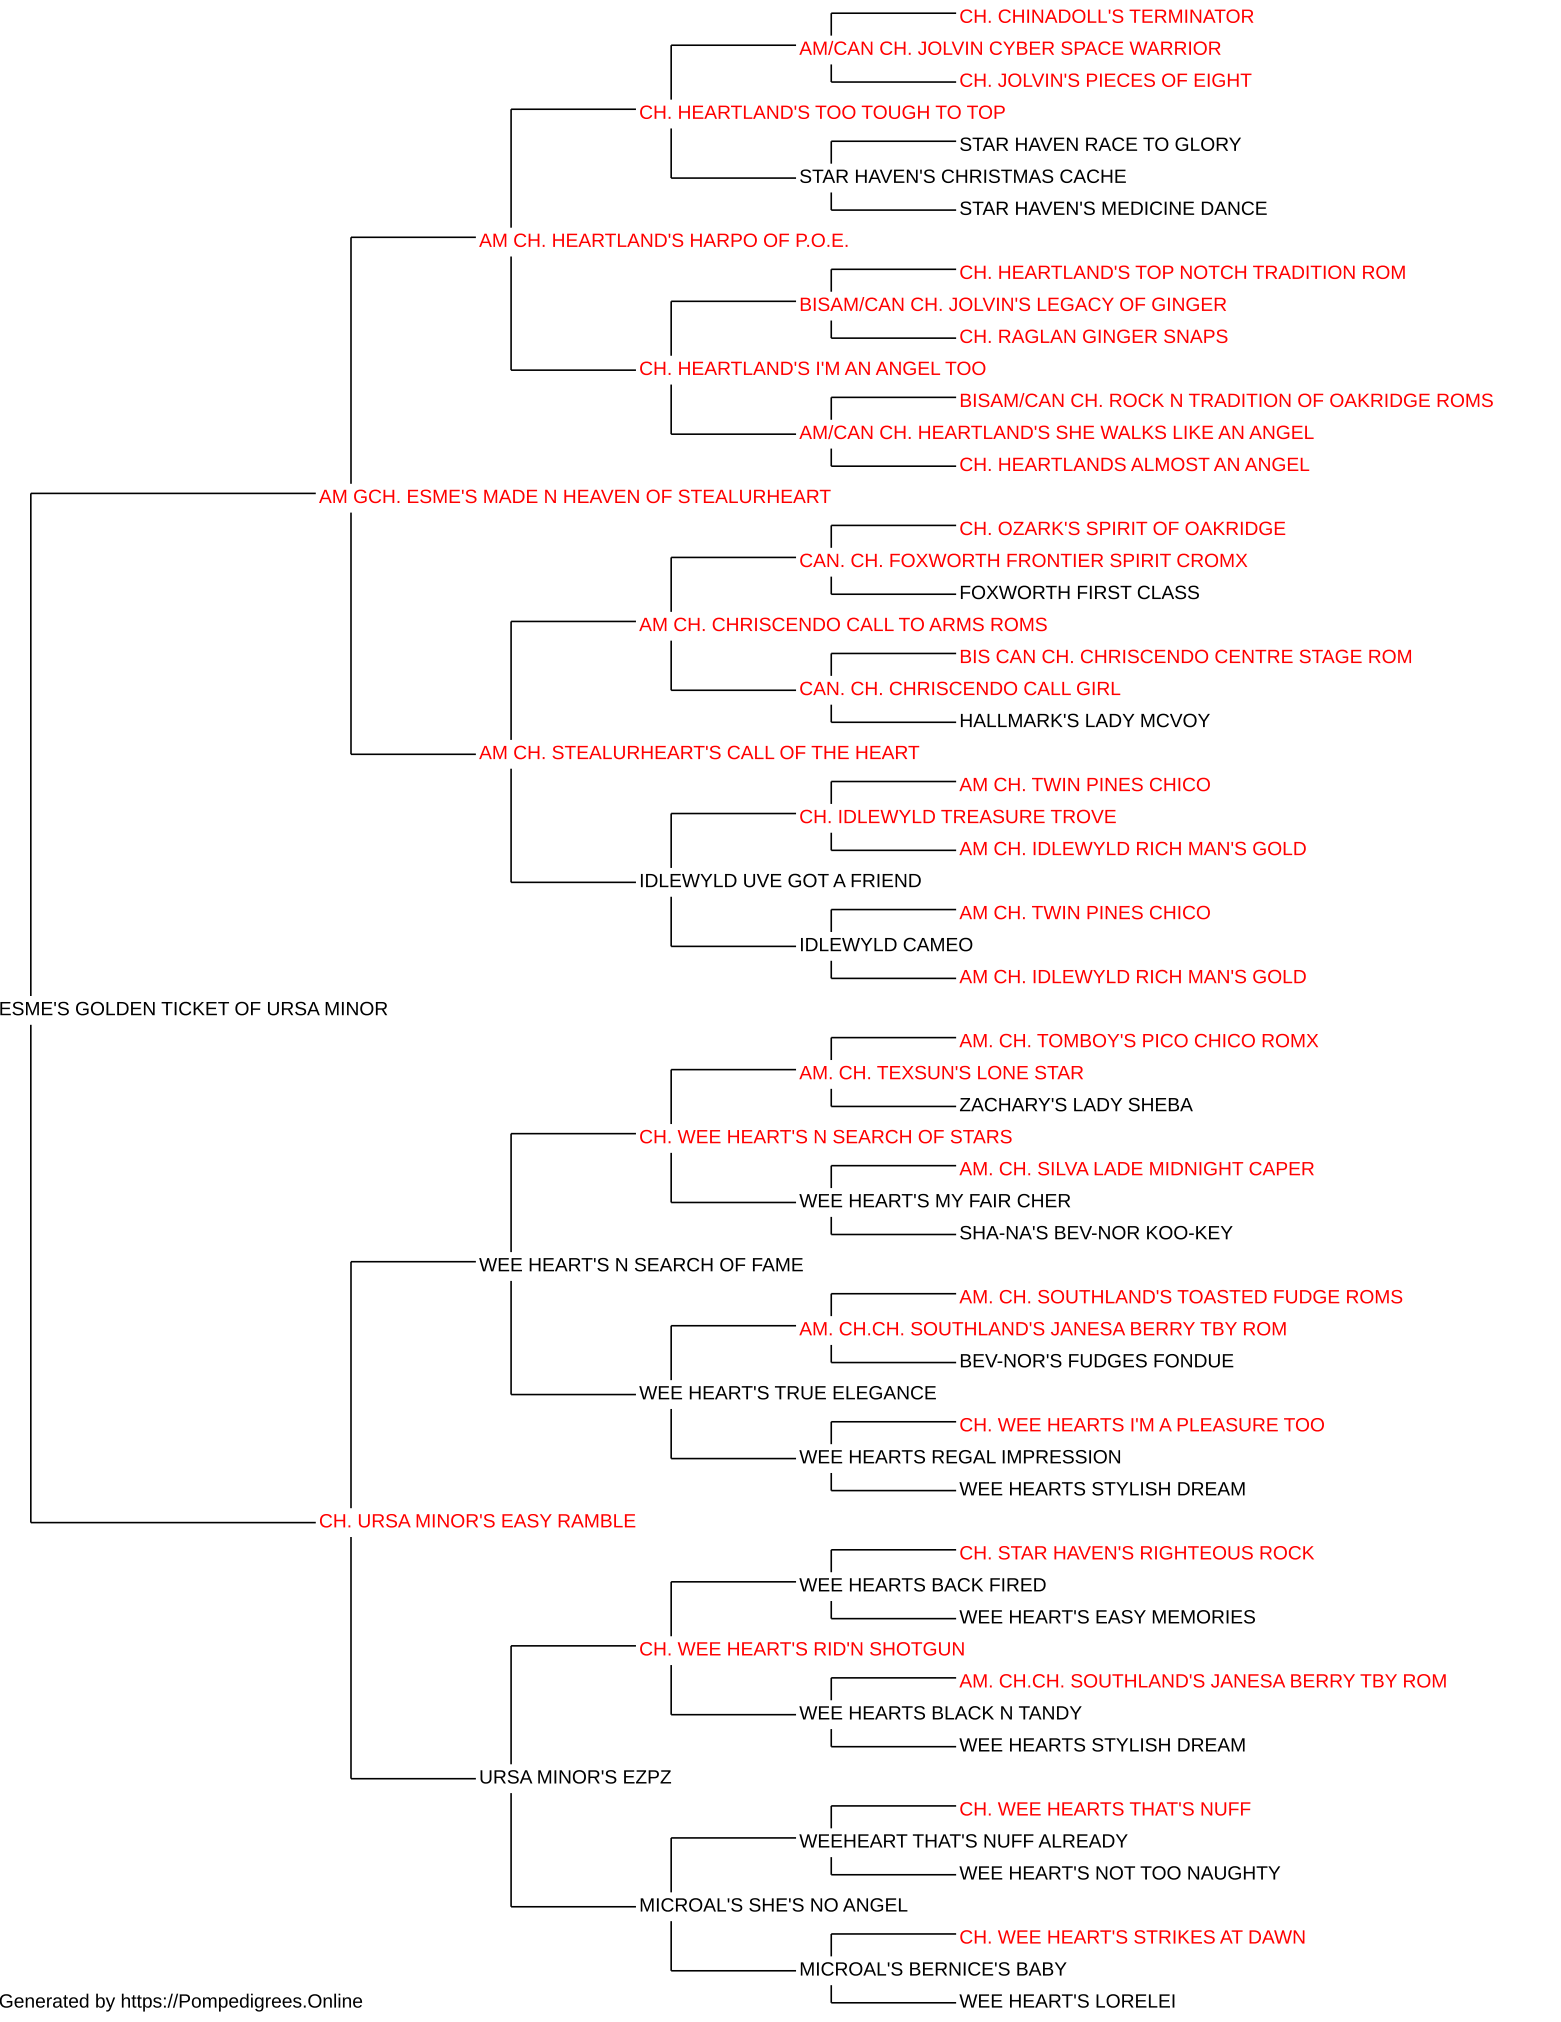 CH. CHINADOLL'S TERMINATOR
AM/CAN CH. JOLVIN CYBER SPACE WARRIOR
CH. JOLVIN'S PIECES OF EIGHT
CH. HEARTLAND'S TOO TOUGH TO TOP
STAR HAVEN RACE TO GLORY
STAR HAVEN'S CHRISTMAS CACHE
STAR HAVEN'S MEDICINE DANCE
AM CH. HEARTLAND'S HARPO OF P.O.E.
CH. HEARTLAND'S TOP NOTCH TRADITION ROM
BISAM/CAN CH. JOLVIN'S LEGACY OF GINGER
CH. RAGLAN GINGER SNAPS
CH. HEARTLAND'S I'M AN ANGEL TOO
BISAM/CAN CH. ROCK N TRADITION OF OAKRIDGE ROMS
AM/CAN CH. HEARTLAND'S SHE WALKS LIKE AN ANGEL
CH. HEARTLANDS ALMOST AN ANGEL
AM GCH. ESME'S MADE N HEAVEN OF STEALURHEART
CH. OZARK'S SPIRIT OF OAKRIDGE
CAN. CH. FOXWORTH FRONTIER SPIRIT CROMX
FOXWORTH FIRST CLASS
AM CH. CHRISCENDO CALL TO ARMS ROMS
BIS CAN CH. CHRISCENDO CENTRE STAGE ROM
CAN. CH. CHRISCENDO CALL GIRL
HALLMARK'S LADY MCVOY
AM CH. STEALURHEART'S CALL OF THE HEART
AM CH. TWIN PINES CHICO
CH. IDLEWYLD TREASURE TROVE
AM CH. IDLEWYLD RICH MAN'S GOLD
IDLEWYLD UVE GOT A FRIEND
AM CH. TWIN PINES CHICO
IDLEWYLD CAMEO
AM CH. IDLEWYLD RICH MAN'S GOLD
ESME'S GOLDEN TICKET OF URSA MINOR
AM. CH. TOMBOY'S PICO CHICO ROMX
AM. CH. TEXSUN'S LONE STAR
ZACHARY'S LADY SHEBA
CH. WEE HEART'S N SEARCH OF STARS
AM. CH. SILVA LADE MIDNIGHT CAPER
WEE HEART'S MY FAIR CHER
SHA-NA'S BEV-NOR KOO-KEY
WEE HEART'S N SEARCH OF FAME
AM. CH. SOUTHLAND'S TOASTED FUDGE ROMS
AM. CH.CH. SOUTHLAND'S JANESA BERRY TBY ROM
BEV-NOR'S FUDGES FONDUE
WEE HEART'S TRUE ELEGANCE
CH. WEE HEARTS I'M A PLEASURE TOO
WEE HEARTS REGAL IMPRESSION
WEE HEARTS STYLISH DREAM
CH. URSA MINOR'S EASY RAMBLE
CH. STAR HAVEN'S RIGHTEOUS ROCK
WEE HEARTS BACK FIRED
WEE HEART'S EASY MEMORIES
CH. WEE HEART'S RID'N SHOTGUN
AM. CH.CH. SOUTHLAND'S JANESA BERRY TBY ROM
WEE HEARTS BLACK N TANDY
WEE HEARTS STYLISH DREAM
URSA MINOR'S EZPZ
CH. WEE HEARTS THAT'S NUFF
WEEHEART THAT'S NUFF ALREADY
WEE HEART'S NOT TOO NAUGHTY
MICROAL'S SHE'S NO ANGEL
CH. WEE HEART'S STRIKES AT DAWN
MICROAL'S BERNICE'S BABY
WEE HEART'S LORELEI
Generated by https://Pompedigrees.Online